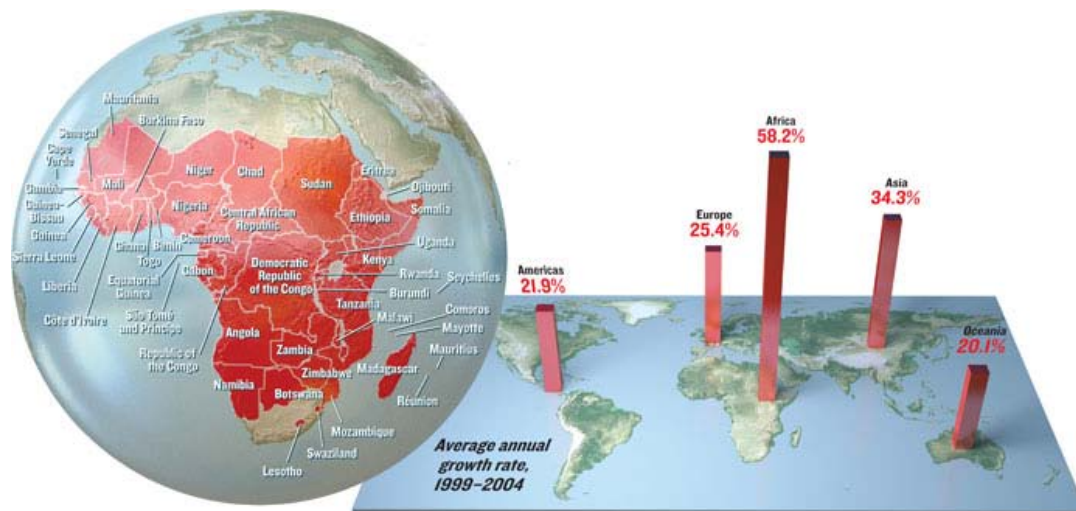 Mauritania
Burkina Faso
Senegal
Cape
Verde
Gambia
Guinea-
Bissau
Guinea
Sierra Leone
Liberia
Côte d'Ivoire
Mali
Niger
Chad
Sudan
Eritrea
Djibouti
Somalia
Nigeria
Central African
Republic
Ethiopia
Ghana
Togo
Benin
Cameroon
Equatorial
Guinea
São Tomé
and Príncipe
Gabon
Republic of
the Congo
Democratic
Republic
of the Congo
Uganda
Kenya
Rwanda
Burundi
Seychelles
Tanzania
Malawi
Comoros
Mayotte
Mauritius
Angola
Zambia
Zimbabwe
Madagascar
Réunion
Namibia
Botswana
Mozambique
Swaziland
Lesotho
Americas
21.9%
Europe
25.4%
Africa
58.2%
Asia
34.3%
Oceania
20.1%
Average annual
growth rate,
1999–2004